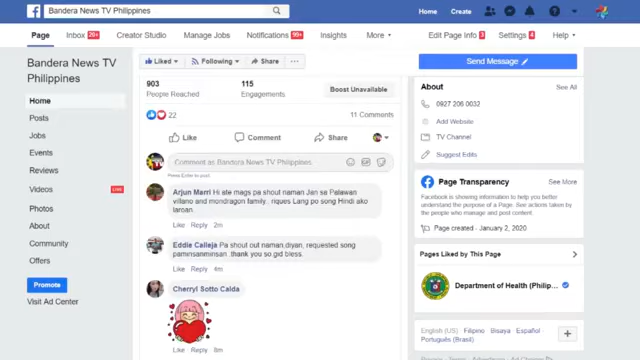 Bandera News TV Philippines
Home
Create
Page
Inbox 20+
Creator Studio
Manage Jobs
Notifications 99+
Insights
More
Edit Page Info 3
Settings 4
Help
Bandera News TV
Philippines
Home
Posts
Jobs
Events
Reviews
Videos LIVE
Photos
About
Community
Offers
Promote
Visit Ad Center
Liked
Following
Share
903
People Reached
115
Engagements
Boost Unavailable
22
11 Comments
Like
Comment
Share
Comment as Bandera News TV Philippines
Press Enter to post.
Arjun Marri Hi ate mags pa shout naman Jan sa Palawan
villano and mondragon family , riques Lang po song Hindi ako
laroan.
Like Reply 2m
Eddie Calleja Pa shout out naman,diyan, requested song
paminsanminsan .thank you so,gd bless.
Like Reply 4m
Cherryl Sotto Calda
Like Reply 8m
Send Message
About
See All
0927 206 0032
Add Website
TV Channel
Suggest Edits
Page Transparency
See More
Facebook is showing information to help you better
understand the purpose of a Page. See actions taken by
the people who manage and post content.
Page created - January 2, 2020
Pages Liked by This Page
Department of Health (Philip...
English (US) · Filipino · Bisaya · Español ·
Português (Brasil)